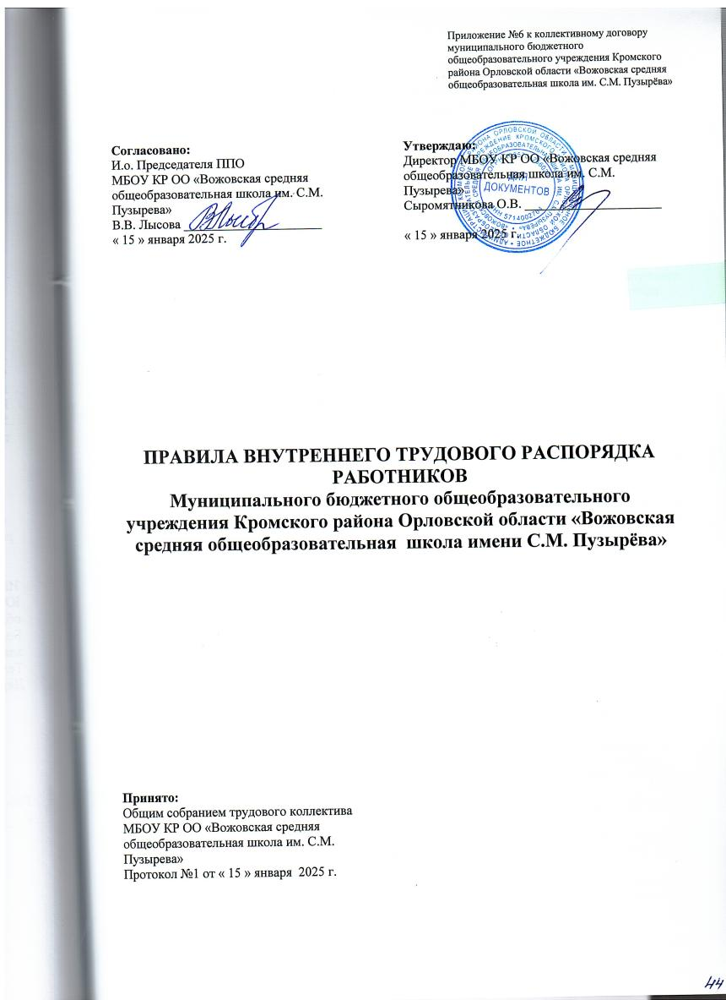 Приложение №6 к коллективному договору
муниципального бюджетного
общеобразовательного учреждения Кромского
района Орловской области «Вожовская средняя
общеобразовательная школа им. С.М. Пузырёва»
Согласовано:
И.о. Председателя ППО
МБОУ КР ОО «Вожовская средняя
общеобразовательная школа им. С.М.
Пузырева»
В.В. Лысова
« 15 » января 2025 г.
Утверждаю:
Директор МБОУ КР ОО «Вожовская средняя
общеобразовательная школа им. С.М.
Пузырева»
Сыромятникова О.В.
« 15 » января 2025 г.
ДЛЯ
ДОКУМЕНТОВ
ПРАВИЛА ВНУТРЕННЕГО ТРУДОВОГО РАСПОРЯДКА
РАБОТНИКОВ
Муниципального бюджетного общеобразовательного
учреждения Кромского района Орловской области «Вожовская
средняя общеобразовательная школа имени С.М. Пузырёва»
Принято:
Общим собранием трудового коллектива
МБОУ КР ОО «Вожовская средняя
общеобразовательная школа им. С.М.
Пузырева»
Протокол №1 от « 15 » января 2025 г.
44